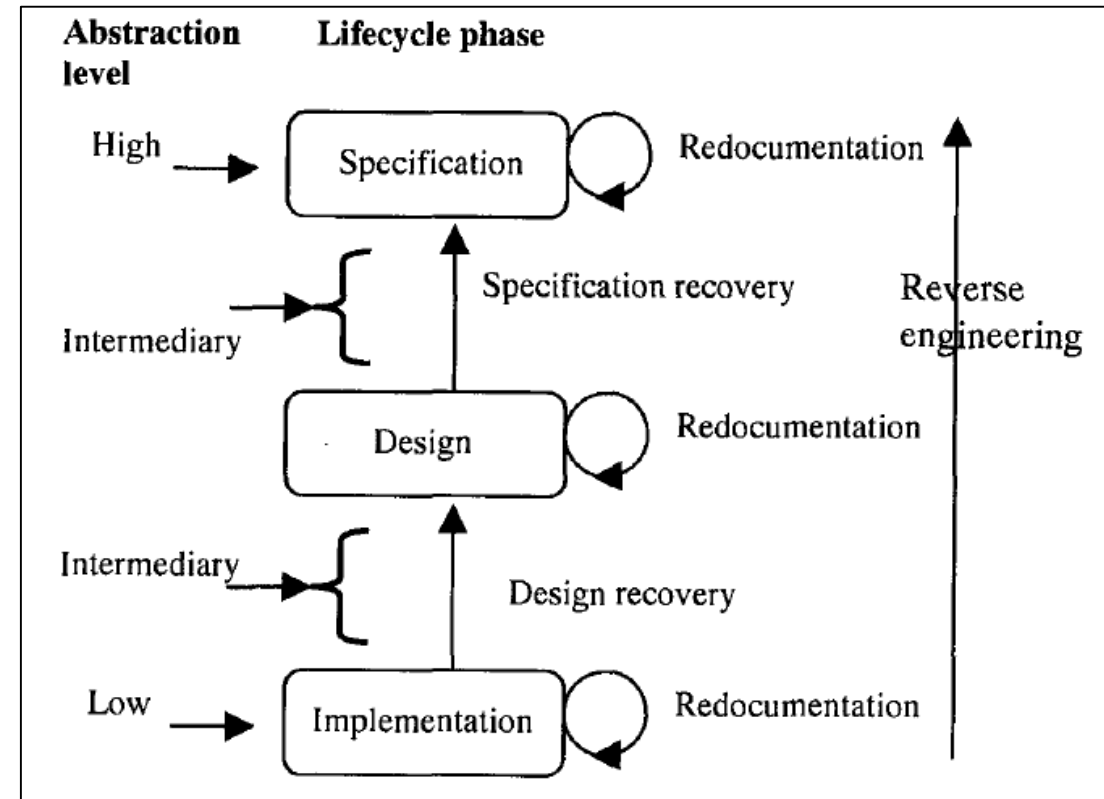 Abstraction level
Lifecycle phase
High
Specification
Redocumentation
Specification recovery
Reverse
engineering
Intermediary
Design
Redocumentation
Intermediary
Design recovery
Low
Implementation
Redocumentation